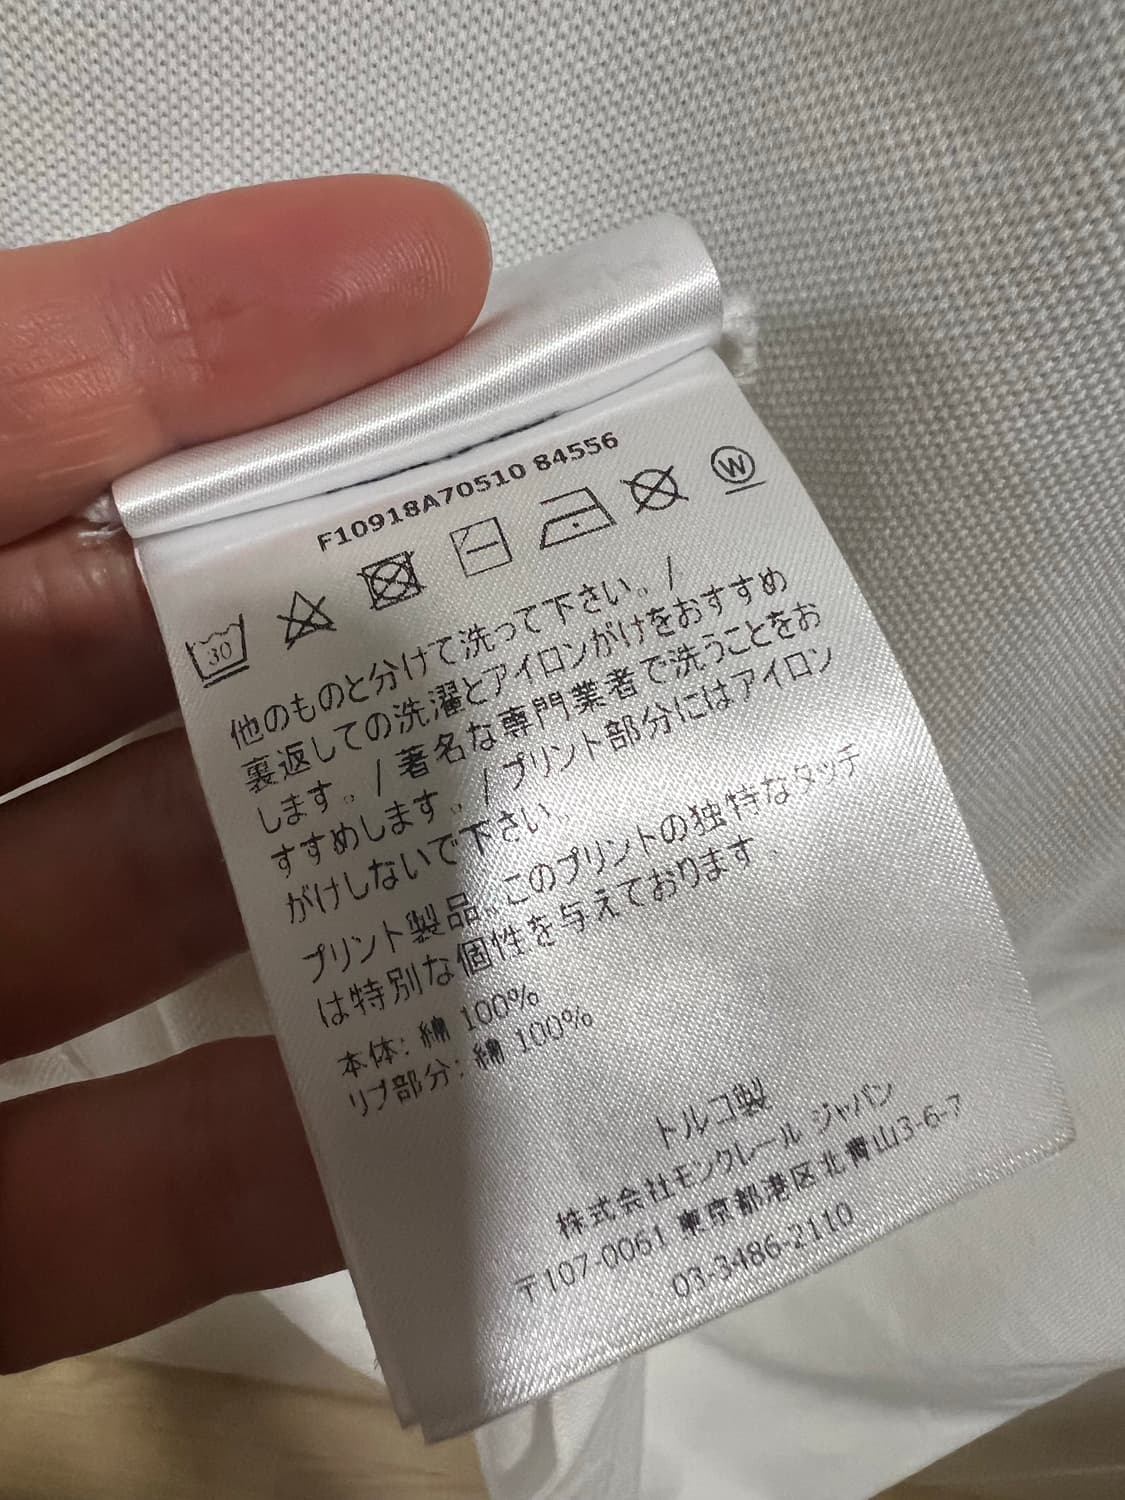 F10918A70510 84556
30
W
他のものと分けて洗って下さい。/
裏返しての洗濯とアイロンがけをおすすめ
します。/ 著名な専門業者で洗うことをお
すすめします。/ プリント部分にはアイロン
がけしないで下さい。
プリント製品。このプリントの独特なタッチ
は特別な個性を与えております。
本体: 綿 100%
リブ部分: 綿 100%
トルコ製
株式会社モンクレール ジャパン
〒107-0061 東京都港区北青山3-6-7
03-3486-2110